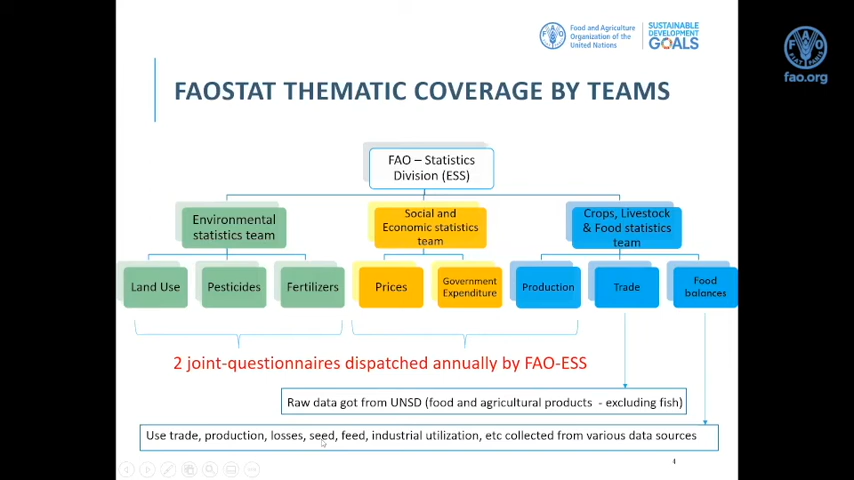 Food and Agriculture
Organization of the
United Nations
SUSTAINABLE
DEVELOPMENT
GOALS
FAO
FIAT PANIS
fao.org
FAOSTAT THEMATIC COVERAGE BY TEAMS
FAO – Statistics
Division (ESS)
Environmental
statistics team
Social and
Economic statistics
team
Crops, Livestock
& Food statistics
team
Land Use
Pesticides
Fertilizers
Prices
Government
Expenditure
Production
Trade
Food
balances
2 joint-questionnaires dispatched annually by FAO-ESS
Raw data got from UNSD (food and agricultural products - excluding fish)
Use trade, production, losses, seed, feed, industrial utilization, etc collected from various data sources
4